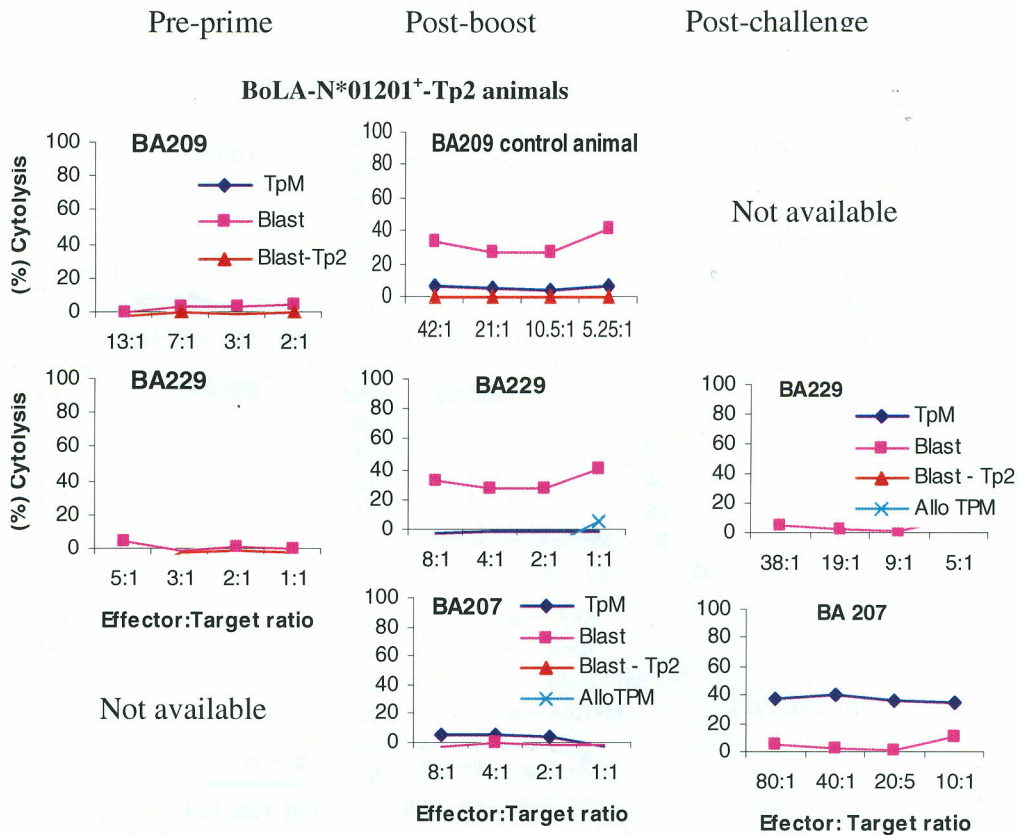 Pre-prime Post-boost Post-challenge
BoLA-N*01201+-Tp2 animals
BA209
(%) Cytolysis
100
80
60
40
20
0
TpM
Blast
Blast-Tp2
13:1 7:1 3:1 2:1
BA209 control animal
100
80
60
40
20
0
42:1 21:1 10.5:1 5.25:1
Not available
BA229
(%) Cytolysis
100
80
60
40
20
0
5:1 3:1 2:1 1:1
Effector:Target ratio
BA229
100
80
60
40
20
0
8:1 4:1 2:1 1:1
BA229
100
80
60
40
20
0
TpM
Blast
Blast - Tp2
Allo TPM
38:1 19:1 9:1 5:1
Not available
BA207
100
80
60
40
20
0
TpM
Blast
Blast - Tp2
AlloTPM
8:1 4:1 2:1 1:1
Effector:Target ratio
BA 207
100
80
60
40
20
0
80:1 40:1 20:5 10:1
Efector: Target ratio